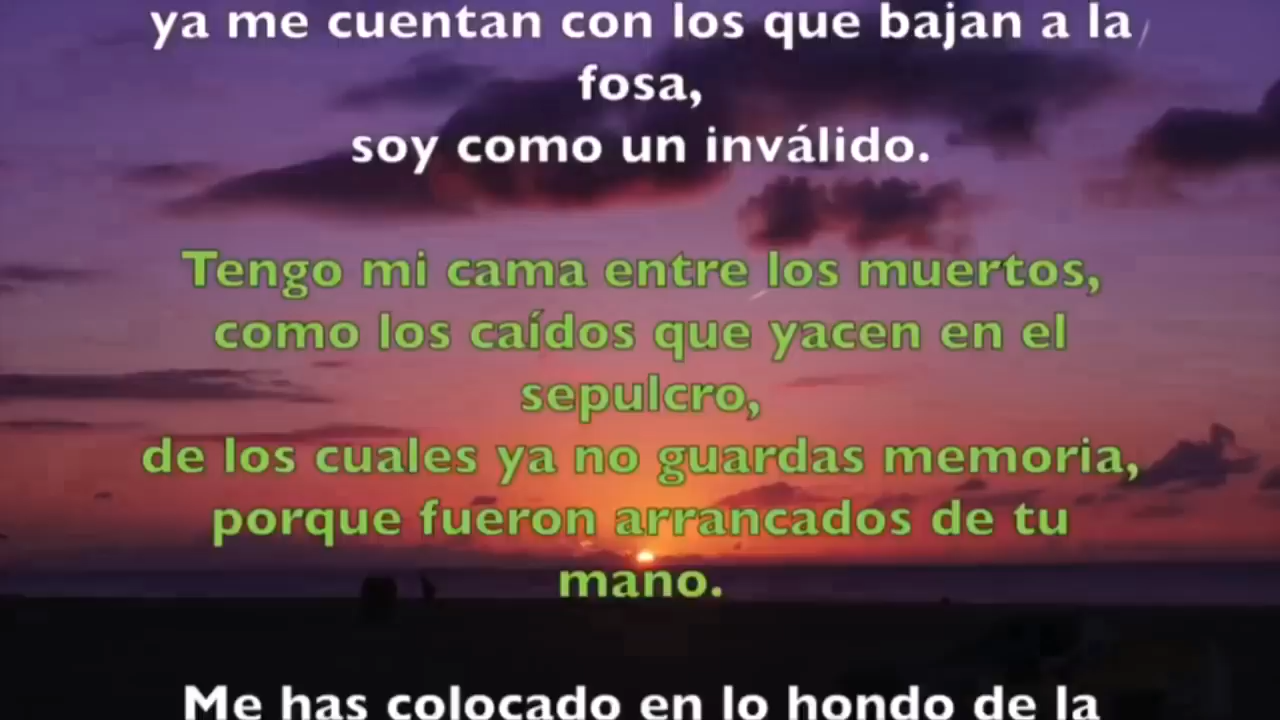 ya me cuentan con los que bajan a la
fosa,
soy como un inválido.
Tengo mi cama entre los muertos,
como los caídos que yacen en el
sepulcro,
de los cuales ya no guardas memoria,
porque fueron arrancados de tu
mano.
Me has colocado en lo hondo de la